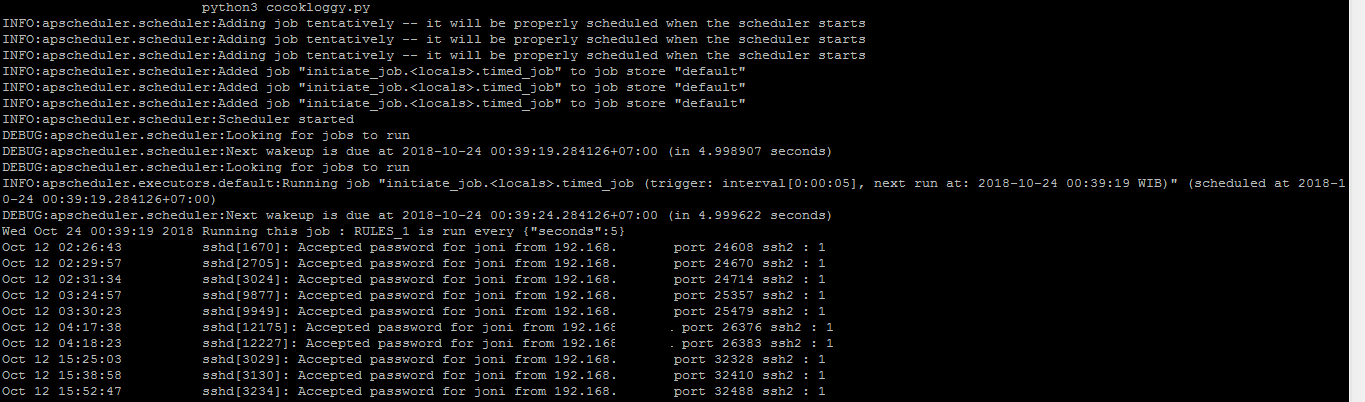 python3 cocokloggy.py
INFO:apscheduler.scheduler:Adding job tentatively -- it will be properly scheduled when the scheduler starts
INFO:apscheduler.scheduler:Adding job tentatively -- it will be properly scheduled when the scheduler starts
INFO:apscheduler.scheduler:Adding job tentatively -- it will be properly scheduled when the scheduler starts
INFO:apscheduler.scheduler:Added job "initiate_job.<locals>.timed_job" to job store "default"
INFO:apscheduler.scheduler:Added job "initiate_job.<locals>.timed_job" to job store "default"
INFO:apscheduler.scheduler:Added job "initiate_job.<locals>.timed_job" to job store "default"
INFO:apscheduler.scheduler:Scheduler started
DEBUG:apscheduler.scheduler:Looking for jobs to run
DEBUG:apscheduler.scheduler:Next wakeup is due at 2018-10-24 00:39:19.284126+07:00 (in 4.998907 seconds)
DEBUG:apscheduler.scheduler:Looking for jobs to run
INFO:apscheduler.executors.default:Running job "initiate_job.<locals>.timed_job (trigger: interval[0:00:05], next run at: 2018-10-24 00:39:19 WIB)" (scheduled at 2018-1
0-24 00:39:19.284126+07:00)
DEBUG:apscheduler.scheduler:Next wakeup is due at 2018-10-24 00:39:24.284126+07:00 (in 4.999622 seconds)
Wed Oct 24 00:39:19 2018 Running this job : RULES_1 is run every {"seconds":5}
Oct 12 02:26:43 sshd[1670]: Accepted password for joni from 192.168. port 24608 ssh2 : 1
Oct 12 02:29:57 sshd[2705]: Accepted password for joni from 192.168. port 24670 ssh2 : 1
Oct 12 02:31:34 sshd[3024]: Accepted password for joni from 192.168. port 24714 ssh2 : 1
Oct 12 03:24:57 sshd[9877]: Accepted password for joni from 192.168. port 25357 ssh2 : 1
Oct 12 03:30:23 sshd[9949]: Accepted password for joni from 192.168. port 25479 ssh2 : 1
Oct 12 04:17:38 sshd[12175]: Accepted password for joni from 192.168 . port 26376 ssh2 : 1
Oct 12 04:18:23 sshd[12227]: Accepted password for joni from 192.168 . port 26383 ssh2 : 1
Oct 12 15:25:03 sshd[3029]: Accepted password for joni from 192.168. port 32328 ssh2 : 1
Oct 12 15:38:58 sshd[3130]: Accepted password for joni from 192.168. port 32410 ssh2 : 1
Oct 12 15:52:47 sshd[3234]: Accepted password for joni from 192.168. port 32488 ssh2 : 1